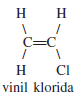 H H
C=C
H Cl
vinil klorida